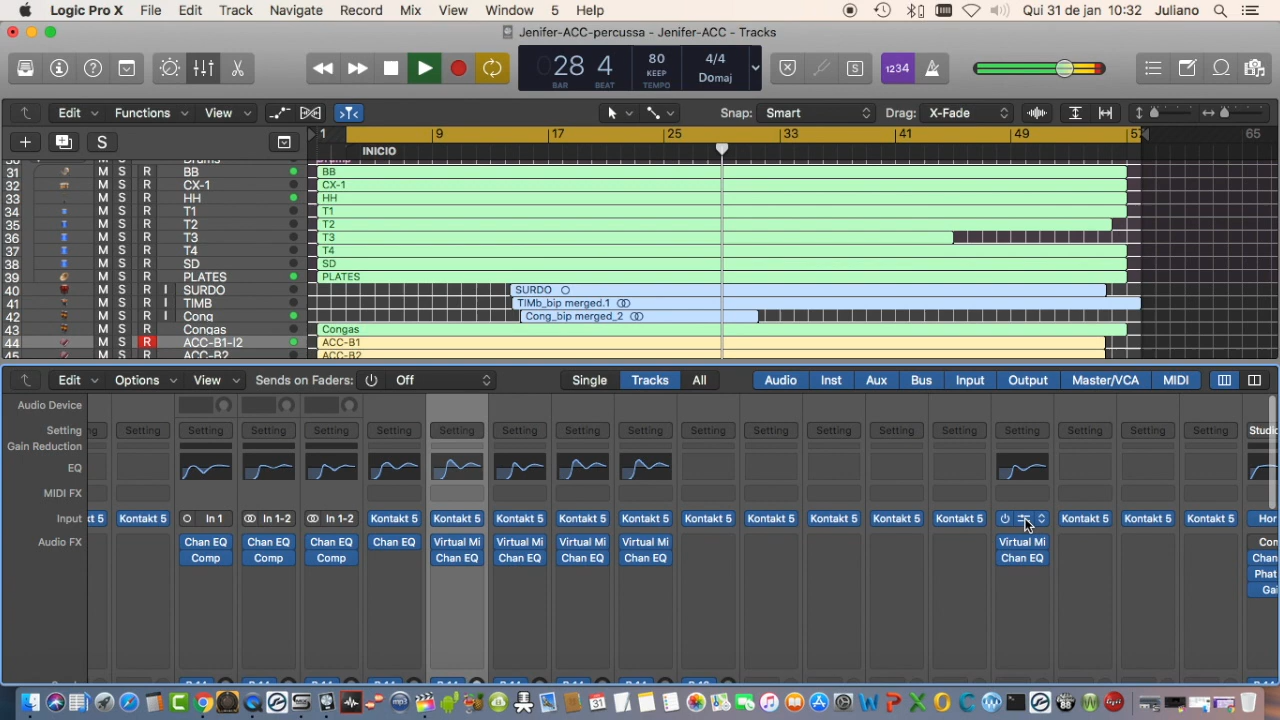 Logic Pro X File Edit Track Navigate Record Mix View Window 5 Help Qui 31 de jan 10:32 Juliano
Jenifer-ACC-percussa - Jenifer-ACC - Tracks
28 4 80 4/4
KEEP Domaj
BAR BEAT TEMPO
1234
S
Edit Functions View Snap: Smart Drag: X-Fade
S 1 9 17 25 33 41 49 57 65
INICIO
31 M S R BB BB
32 M S R CX-1 CX-1
33 M S R HH HH
34 M S R T1 T1
35 M S R T2 T2
36 M S R T3 T3
37 M S R T4 T4
38 M S R SD SD
39 M S R PLATES PLATES
40 M S R I SURDO SURDO
41 M S R I TIMB TIMb_bip merged.1
42 M S R I Cong Cong_bip merged_2
43 M S R Congas Congas
44 M S R ACC-B1-I2 ACC-B1
45 M S R ACC-B2 ACC-B2
Edit Options View Sends on Faders: Off Single Tracks All Audio Inst Aux Bus Input Output Master/VCA MIDI
Audio Device
Setting Setting Setting Setting Setting Setting Setting Setting Setting Setting Setting Setting Setting Setting Setting Setting Setting Setting Setting
Gain Reduction
EQ
MIDI FX
Input Kontakt 5 In 1 In 1-2 In 1-2 Kontakt 5 Kontakt 5 Kontakt 5 Kontakt 5 Kontakt 5 Kontakt 5 Kontakt 5 Kontakt 5 Kontakt 5 Kontakt 5 Kontakt 5 Kontakt 5 Kontakt 5
Audio FX Chan EQ Chan EQ Chan EQ Chan EQ Virtual Mi Virtual Mi Virtual Mi Virtual Mi Virtual Mi
Comp Comp Comp Chan EQ Chan EQ Chan EQ Chan EQ Chan EQ